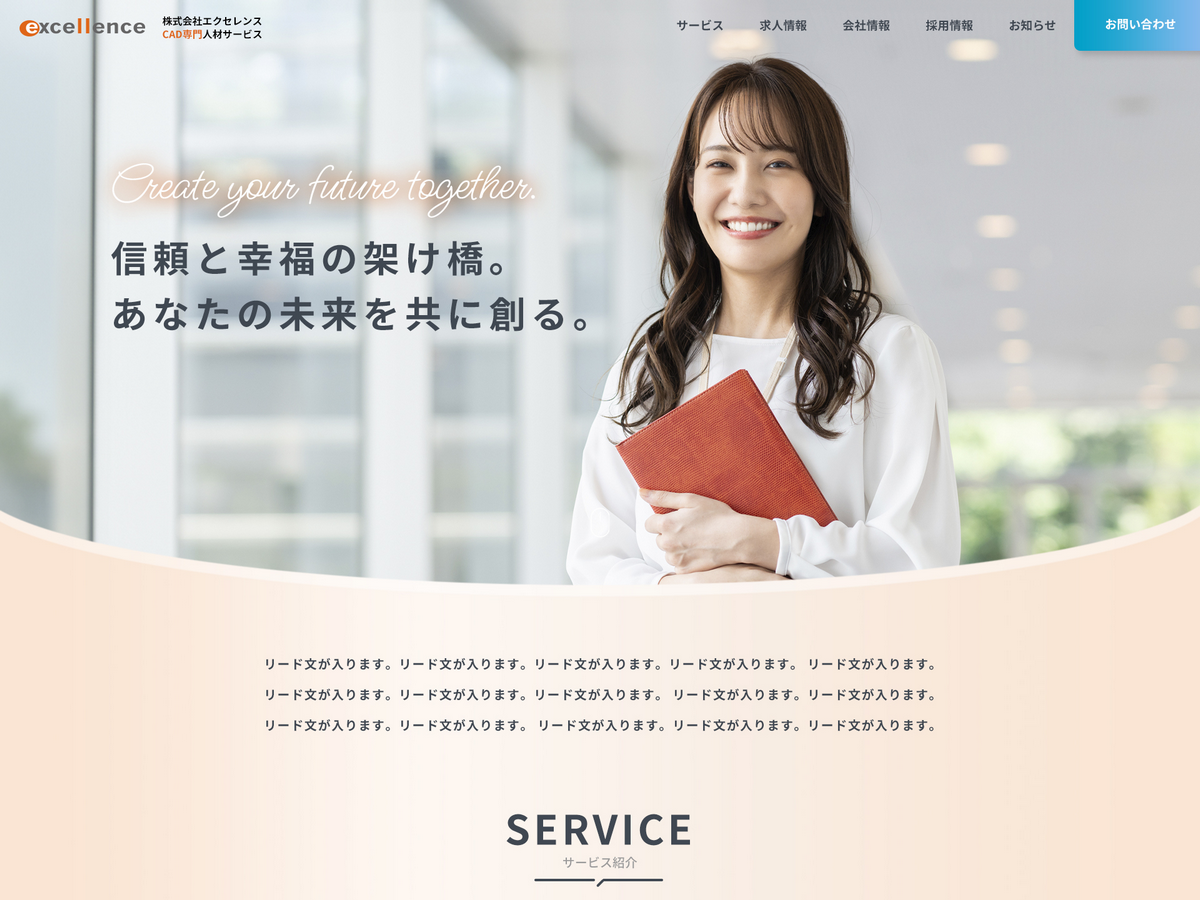 excellence
株式会社エクセレンス
CAD専門人材サービス
サービス 求人情報 会社情報 採用情報 お知らせ お問い合わせ
Create your future together.
信頼と幸福の架け橋。
あなたの未来を共に創る。
リード文が入ります。リード文が入ります。リード文が入ります。リード文が入ります。 リード文が入ります。
リード文が入ります。リード文が入ります。リード文が入ります。 リード文が入ります。リード文が入ります。
リード文が入ります。リード文が入ります。 リード文が入ります。リード文が入ります。リード文が入ります。
SERVICE
サービス紹介